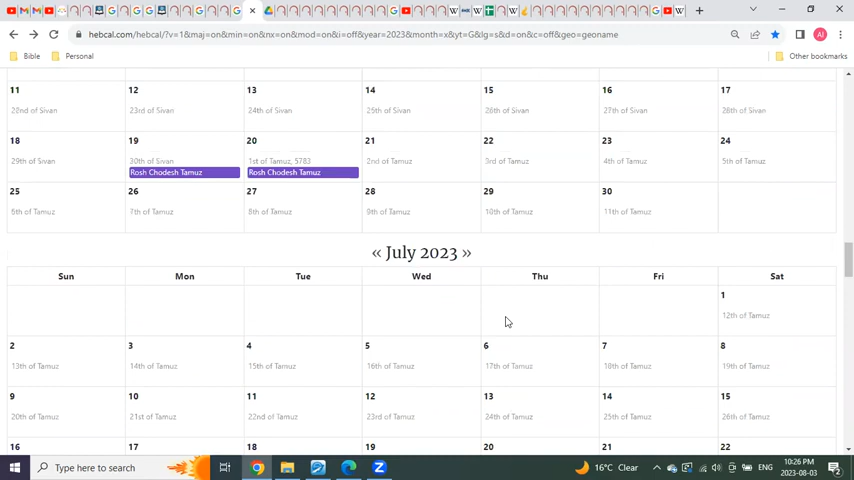 hebcal.com/hebcal/?v=1&maj=on&min=on&nx=on&mod=on&i=off&year=2023&month=x&yt=G&lg=s&d=on&c=off&geo=geoname
AI
Bible Personal Other bookmarks
11 12 13 14 15 16 17
22nd of Sivan 23rd of Sivan 24th of Sivan 25th of Sivan 26th of Sivan 27th of Sivan 28th of Sivan
18 19 20 21 22 23 24
29th of Sivan 30th of Sivan 1st of Tamuz, 5783 2nd of Tamuz 3rd of Tamuz 4th of Tamuz 5th of Tamuz
Rosh Chodesh Tamuz Rosh Chodesh Tamuz
25 26 27 28 29 30
6th of Tamuz 7th of Tamuz 8th of Tamuz 9th of Tamuz 10th of Tamuz 11th of Tamuz
« July 2023 »
Sun Mon Tue Wed Thu Fri Sat
1
12th of Tamuz
2 3 4 5 6 7 8
13th of Tamuz 14th of Tamuz 15th of Tamuz 16th of Tamuz 17th of Tamuz 18th of Tamuz 19th of Tamuz
9 10 11 12 13 14 15
20th of Tamuz 21st of Tamuz 22nd of Tamuz 23rd of Tamuz 24th of Tamuz 25th of Tamuz 26th of Tamuz
16 17 18 19 20 21 22
Type here to search
16°C Clear
ENG
10:26 PM
2023-08-03
2